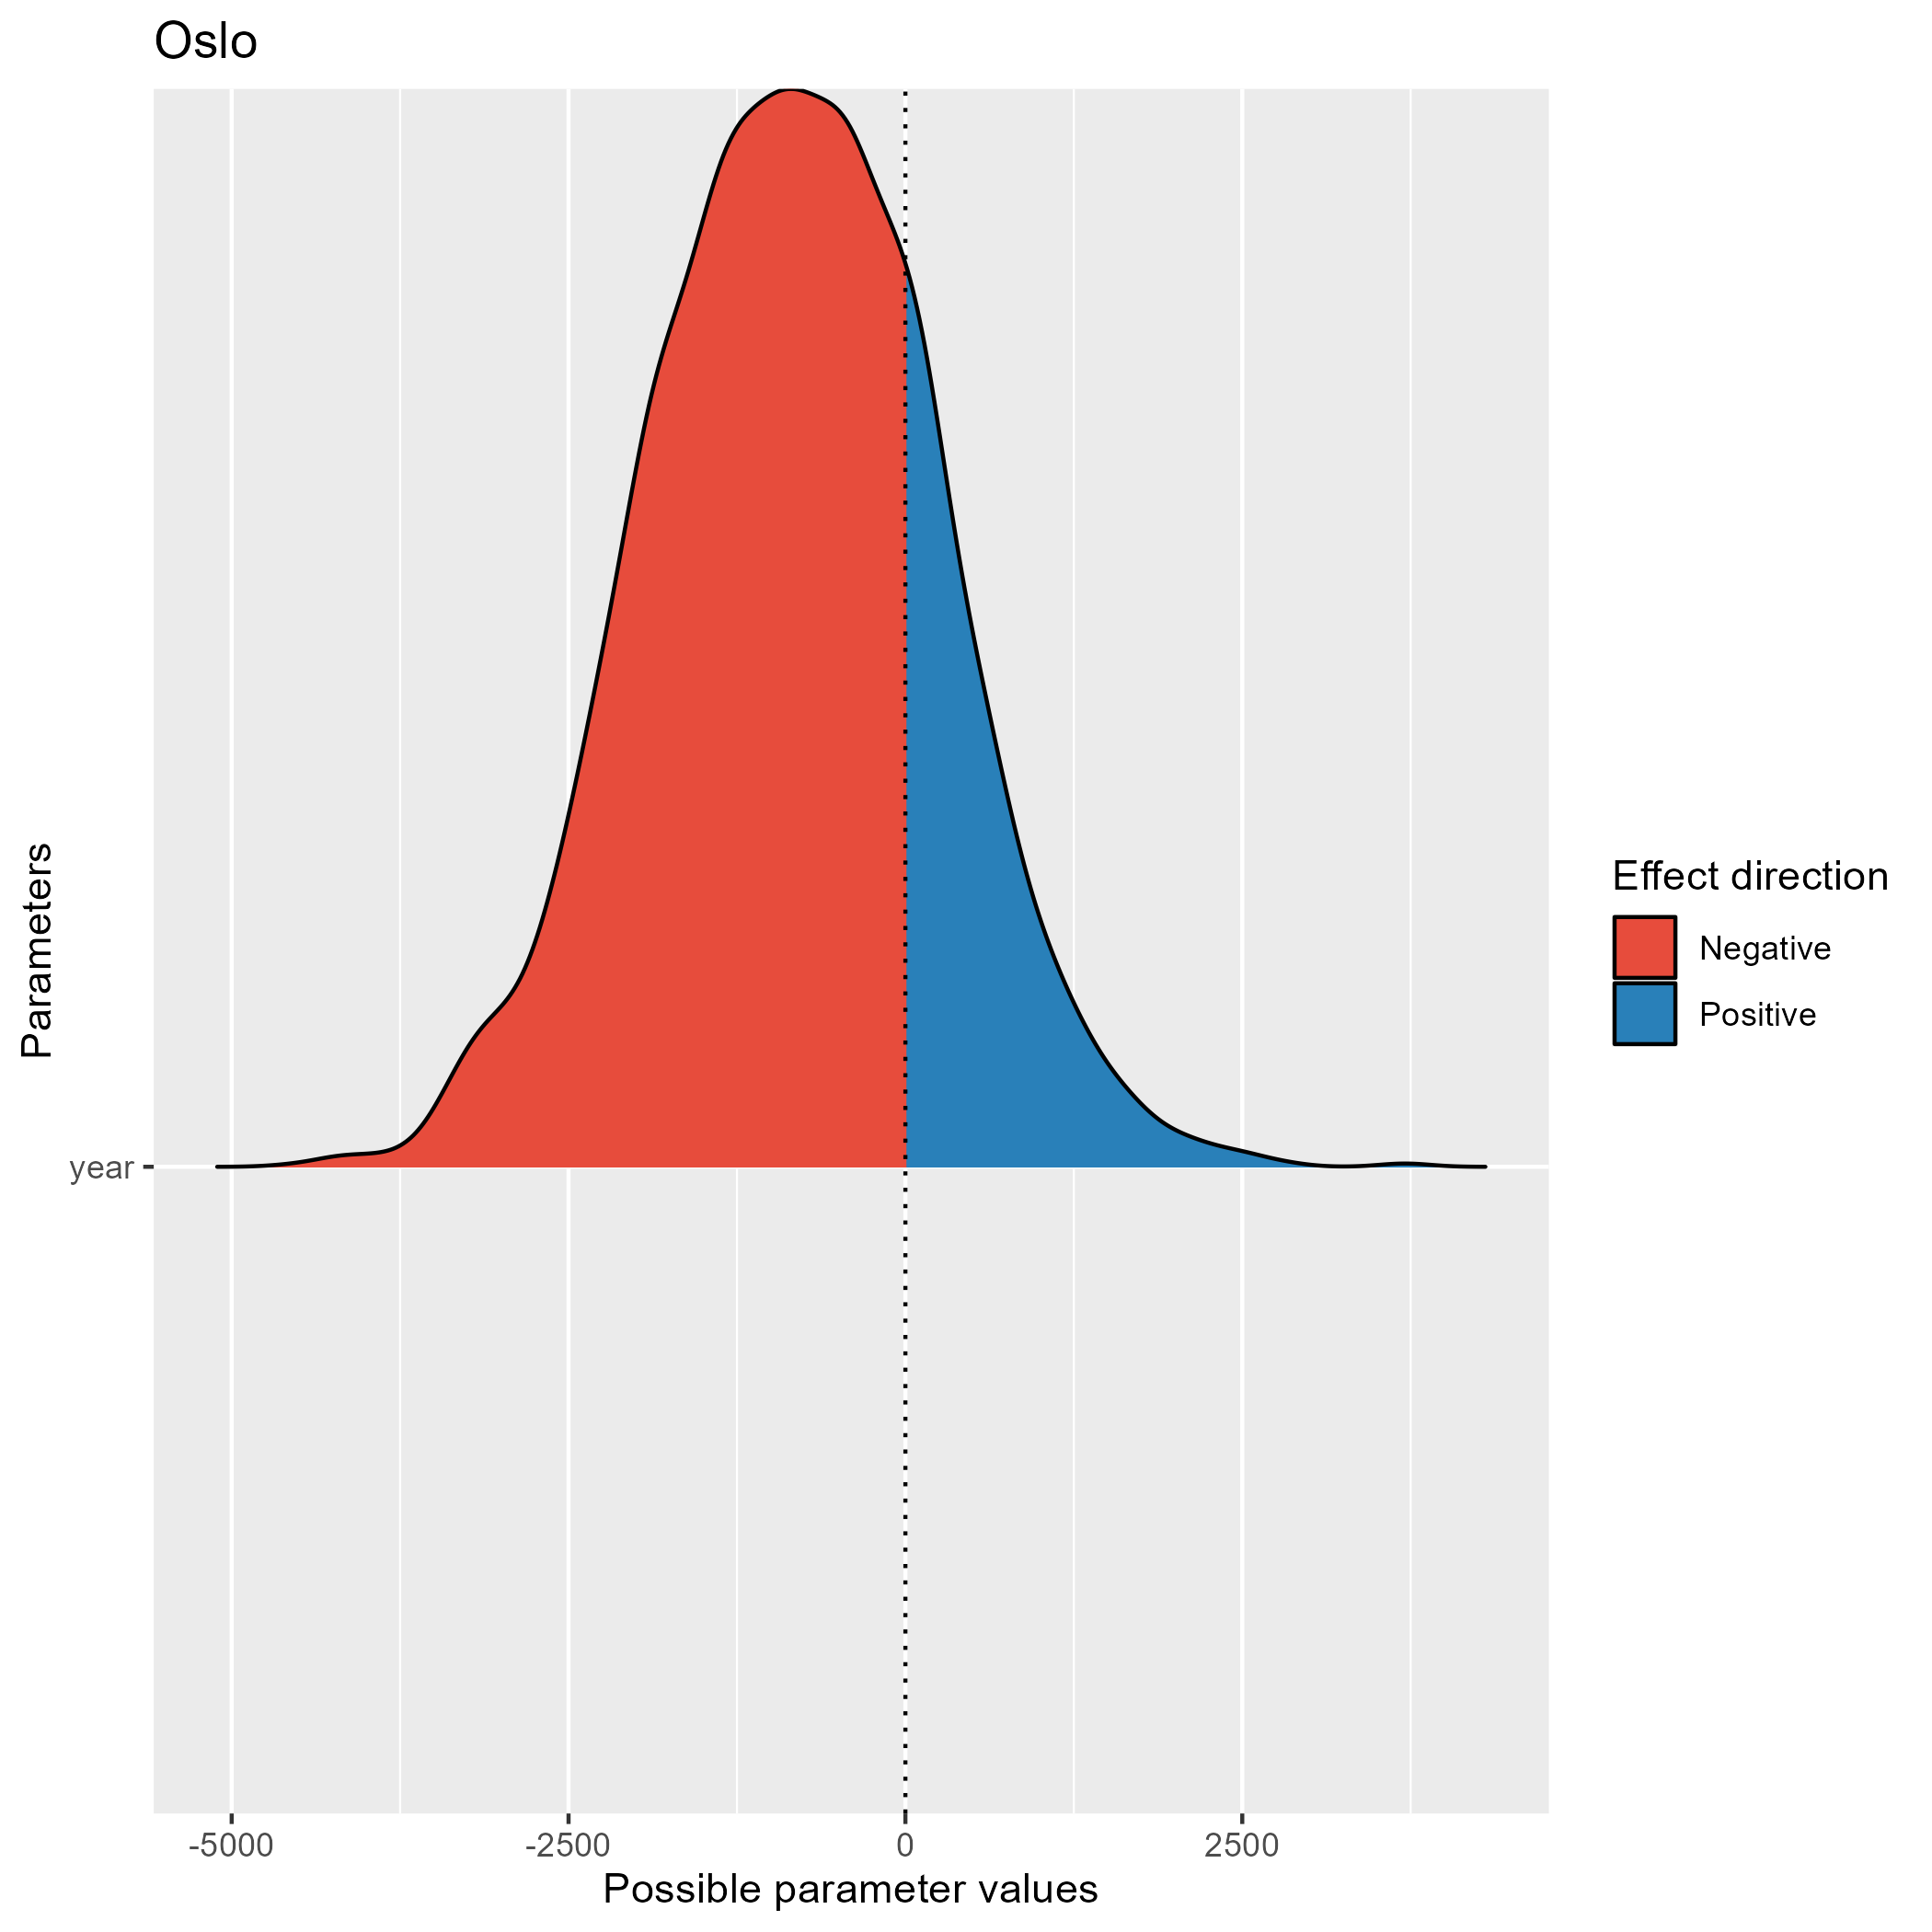 Oslo
Parameters
year
-5000
-2500
0
2500
Possible parameter values
Effect direction
Negative
Positive